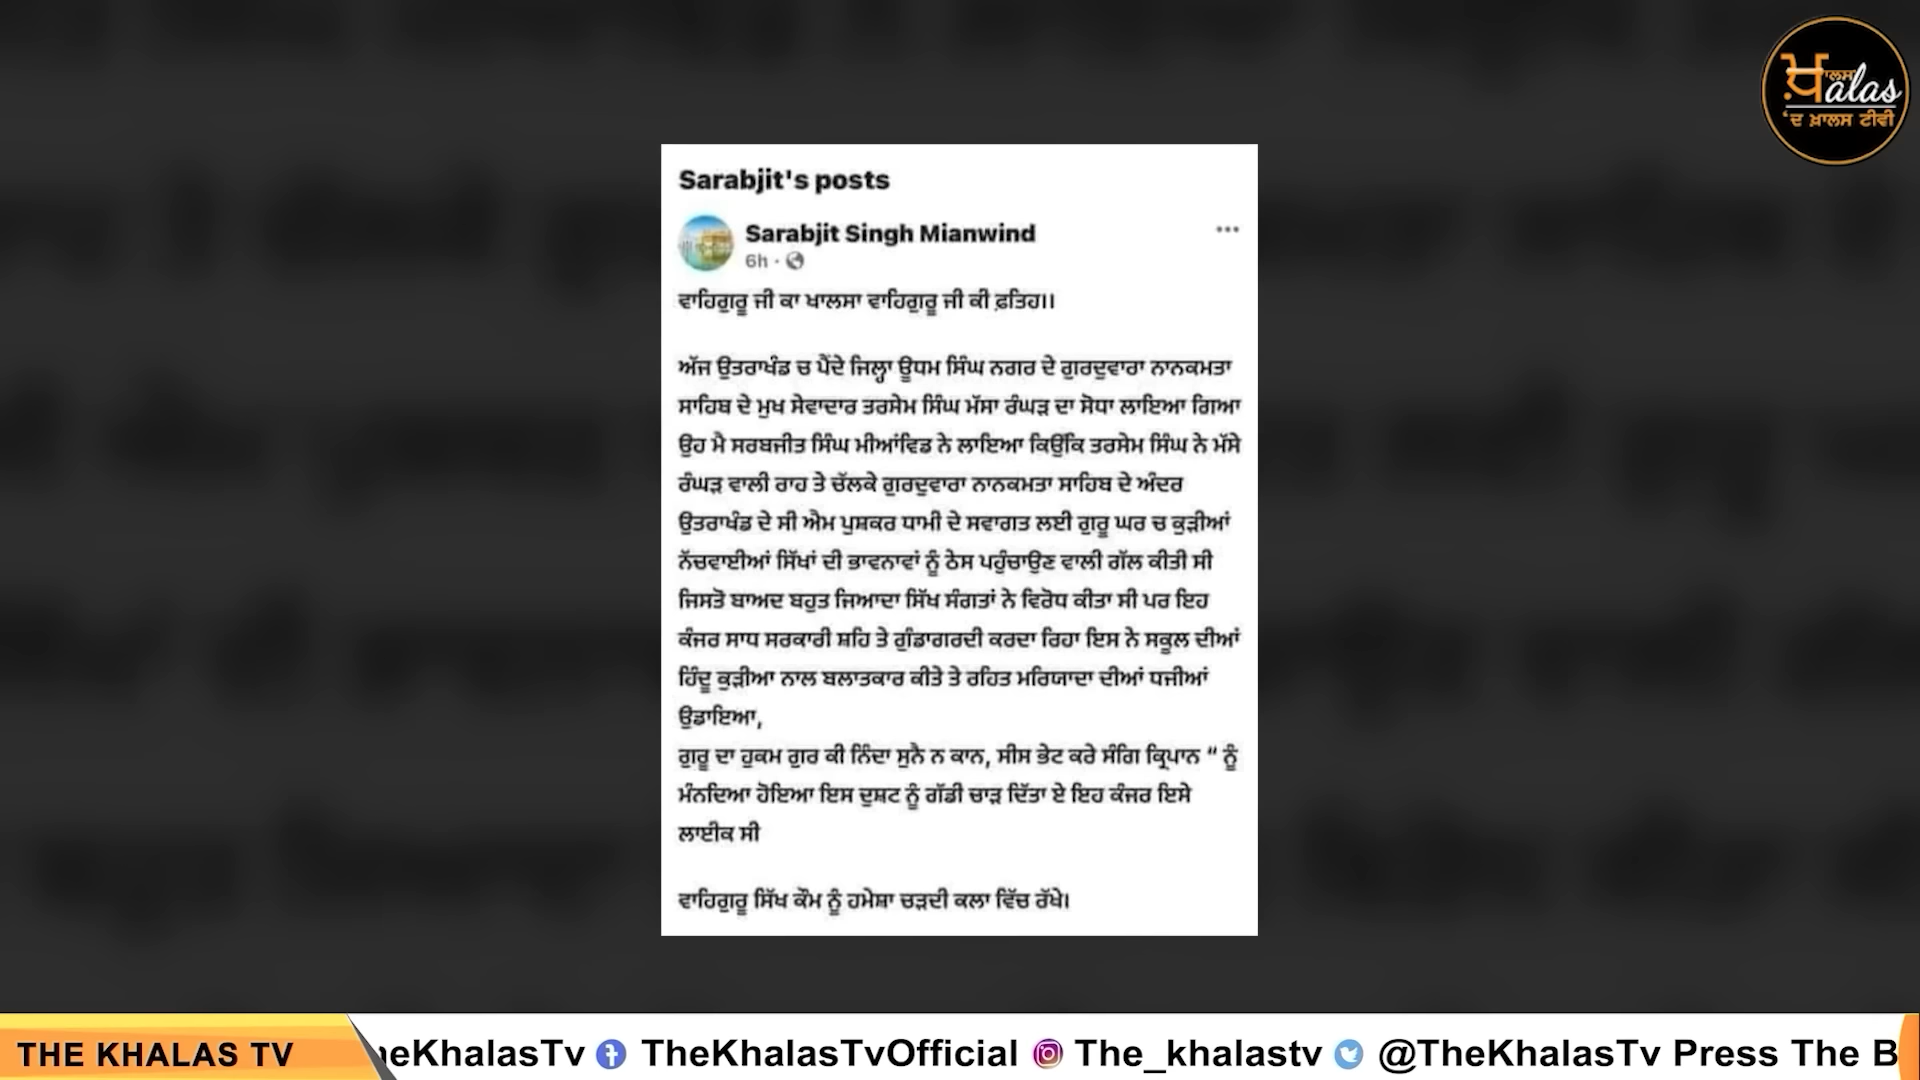 ਖ਼ਾਲਸ
Khalas
'ਦ ਖ਼ਾਲਸ ਟੀਵੀ
Sarabjit's posts
Sarabjit Singh Mianwind
6h ·
ਵਾਹਿਗੁਰੂ ਜੀ ਕਾ ਖਾਲਸਾ ਵਾਹਿਗੁਰੂ ਜੀ ਕੀ ਫ਼ਤਿਹ।।
ਅੱਜ ਉਤਰਾਖੰਡ ਚ ਪੈਂਦੇ ਜਿਲ੍ਹਾ ਊਧਮ ਸਿੰਘ ਨਗਰ ਦੇ ਗੁਰਦੁਵਾਰਾ ਨਾਨਕਮਤਾ
ਸਾਹਿਬ ਦੇ ਮੁਖ ਸੇਵਾਦਾਰ ਤਰਸੇਮ ਸਿੰਘ ਮੱਸਾ ਰੰਘੜ ਦਾ ਸੋਧਾ ਲਾਇਆ ਗਿਆ
ਉਹ ਮੈ ਸਰਬਜੀਤ ਸਿੰਘ ਮੀਆਂਵਿਡ ਨੇ ਲਾਇਆ ਕਿਉਂਕਿ ਤਰਸੇਮ ਸਿੰਘ ਨੇ ਮੱਸੇ
ਰੰਘੜ ਵਾਲੀ ਰਾਹ ਤੇ ਚੱਲਕੇ ਗੁਰਦੁਵਾਰਾ ਨਾਨਕਮਤਾ ਸਾਹਿਬ ਦੇ ਅੰਦਰ
ਉਤਰਾਖੰਡ ਦੇ ਸੀ ਐਮ ਪੁਸ਼ਕਰ ਧਾਮੀ ਦੇ ਸਵਾਗਤ ਲਈ ਗੁਰੂ ਘਰ ਚ ਕੁੜੀਆਂ
ਨੱਚਵਾਈਆਂ ਸਿੱਖਾਂ ਦੀ ਭਾਵਨਾਵਾਂ ਨੂੰ ਠੇਸ ਪਹੁੰਚਾਉਣ ਵਾਲੀ ਗੱਲ ਕੀਤੀ ਸੀ
ਜਿਸਤੋ ਬਾਅਦ ਬਹੁਤ ਜਿਆਦਾ ਸਿੱਖ ਸੰਗਤਾਂ ਨੇ ਵਿਰੋਧ ਕੀਤਾ ਸੀ ਪਰ ਇਹ
ਕੰਜਰ ਸਾਧ ਸਰਕਾਰੀ ਸ਼ਹਿ ਤੇ ਗੁੰਡਾਗਰਦੀ ਕਰਦਾ ਰਿਹਾ ਇਸ ਨੇ ਸਕੂਲ ਦੀਆਂ
ਹਿੰਦੂ ਕੁੜੀਆ ਨਾਲ ਬਲਾਤਕਾਰ ਕੀਤੇ ਤੇ ਰਹਿਤ ਮਰਿਯਾਦਾ ਦੀਆਂ ਧਜੀਆਂ
ਉਡਾਇਆ,
ਗੁਰੂ ਦਾ ਹੁਕਮ ਗੁਰ ਕੀ ਨਿੰਦਾ ਸੁਨੈ ਨ ਕਾਨ, ਸੀਸ ਭੇਟ ਕਰੇ ਸੰਗਿ ਕ੍ਰਿਪਾਨ “ ਨੂੰ
ਮੰਨਦਿਆ ਹੋਇਆ ਇਸ ਦੁਸ਼ਟ ਨੂੰ ਗੱਡੀ ਚਾੜ ਦਿੱਤਾ ਏ ਇਹ ਕੰਜਰ ਇਸੇ
ਲਾਈਕ ਸੀ
ਵਾਹਿਗੁਰੂ ਸਿੱਖ ਕੌਮ ਨੂੰ ਹਮੇਸ਼ਾ ਚੜਦੀ ਕਲਾ ਵਿੱਚ ਰੱਖੇ।
THE KHALAS TV eKhalasTv TheKhalasTvOfficial The_khalastv @TheKhalasTv Press The B